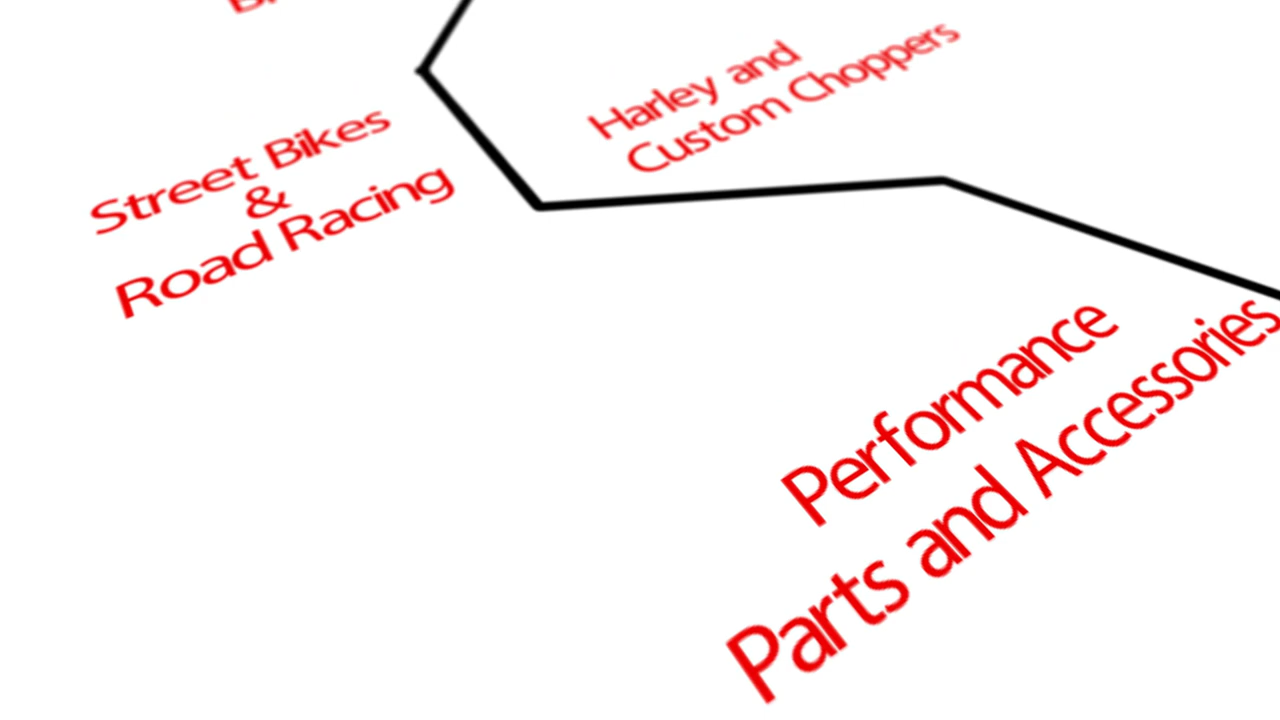 Harley and
Custom Choppers
Street Bikes
&
Road Racing
Performance
Parts and Accessories